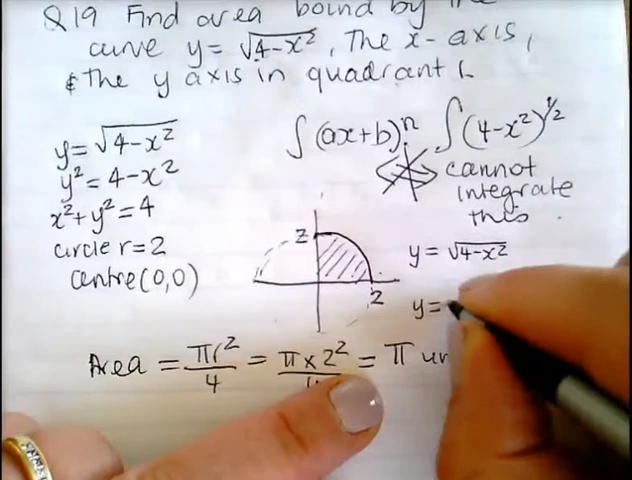 Q19 Find area bound by the
curve y = √4-x², The x-axis,
& the y axis in quadrant 1.
y = √4-x²
y² = 4-x²
x²+y² = 4
circle r=2
centre (0,0)
∫(ax+b)ⁿ ∫(4-x²)^1/2
cannot
integrate
this
2
2
y = √4-x²
y =
Area = πr²/4 = π×2²/4 = π un